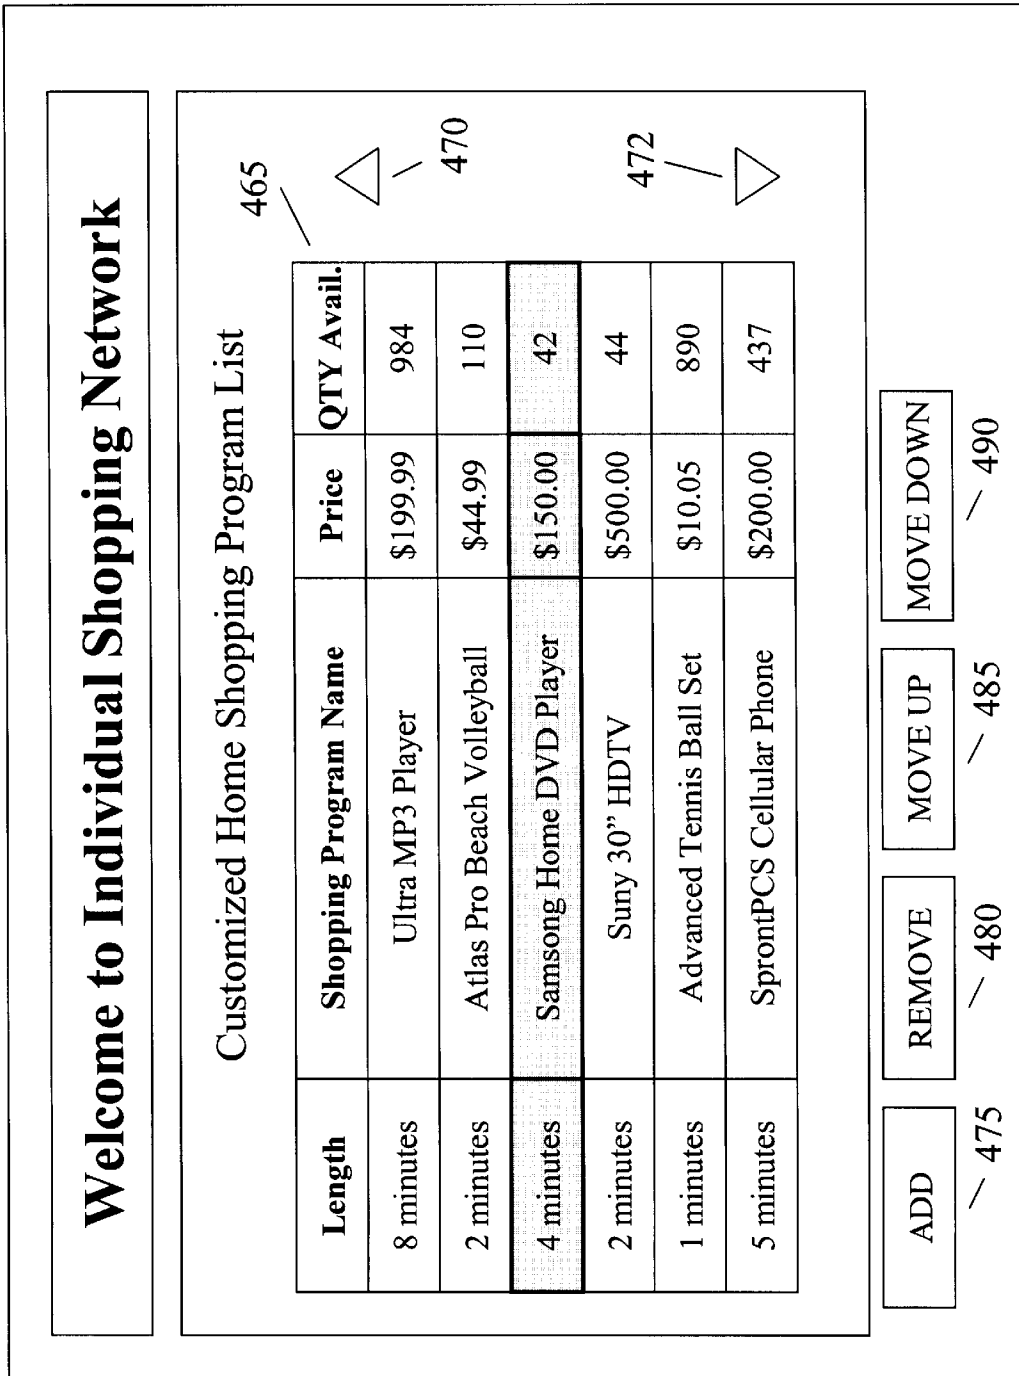 Welcome to Individual Shopping Network
Customized Home Shopping Program List
465
Length Shopping Program Name Price QTY Avail.
8 minutes Ultra MP3 Player $199.99 984
2 minutes Atlas Pro Beach Volleyball $44.99 110
4 minutes Samsong Home DVD Player $150.00 42
2 minutes Suny 30” HDTV $500.00 44
1 minutes Advanced Tennis Ball Set $10.05 890
5 minutes SprontPCS Cellular Phone $200.00 437
470
472
ADD REMOVE MOVE UP MOVE DOWN
475 480 485 490